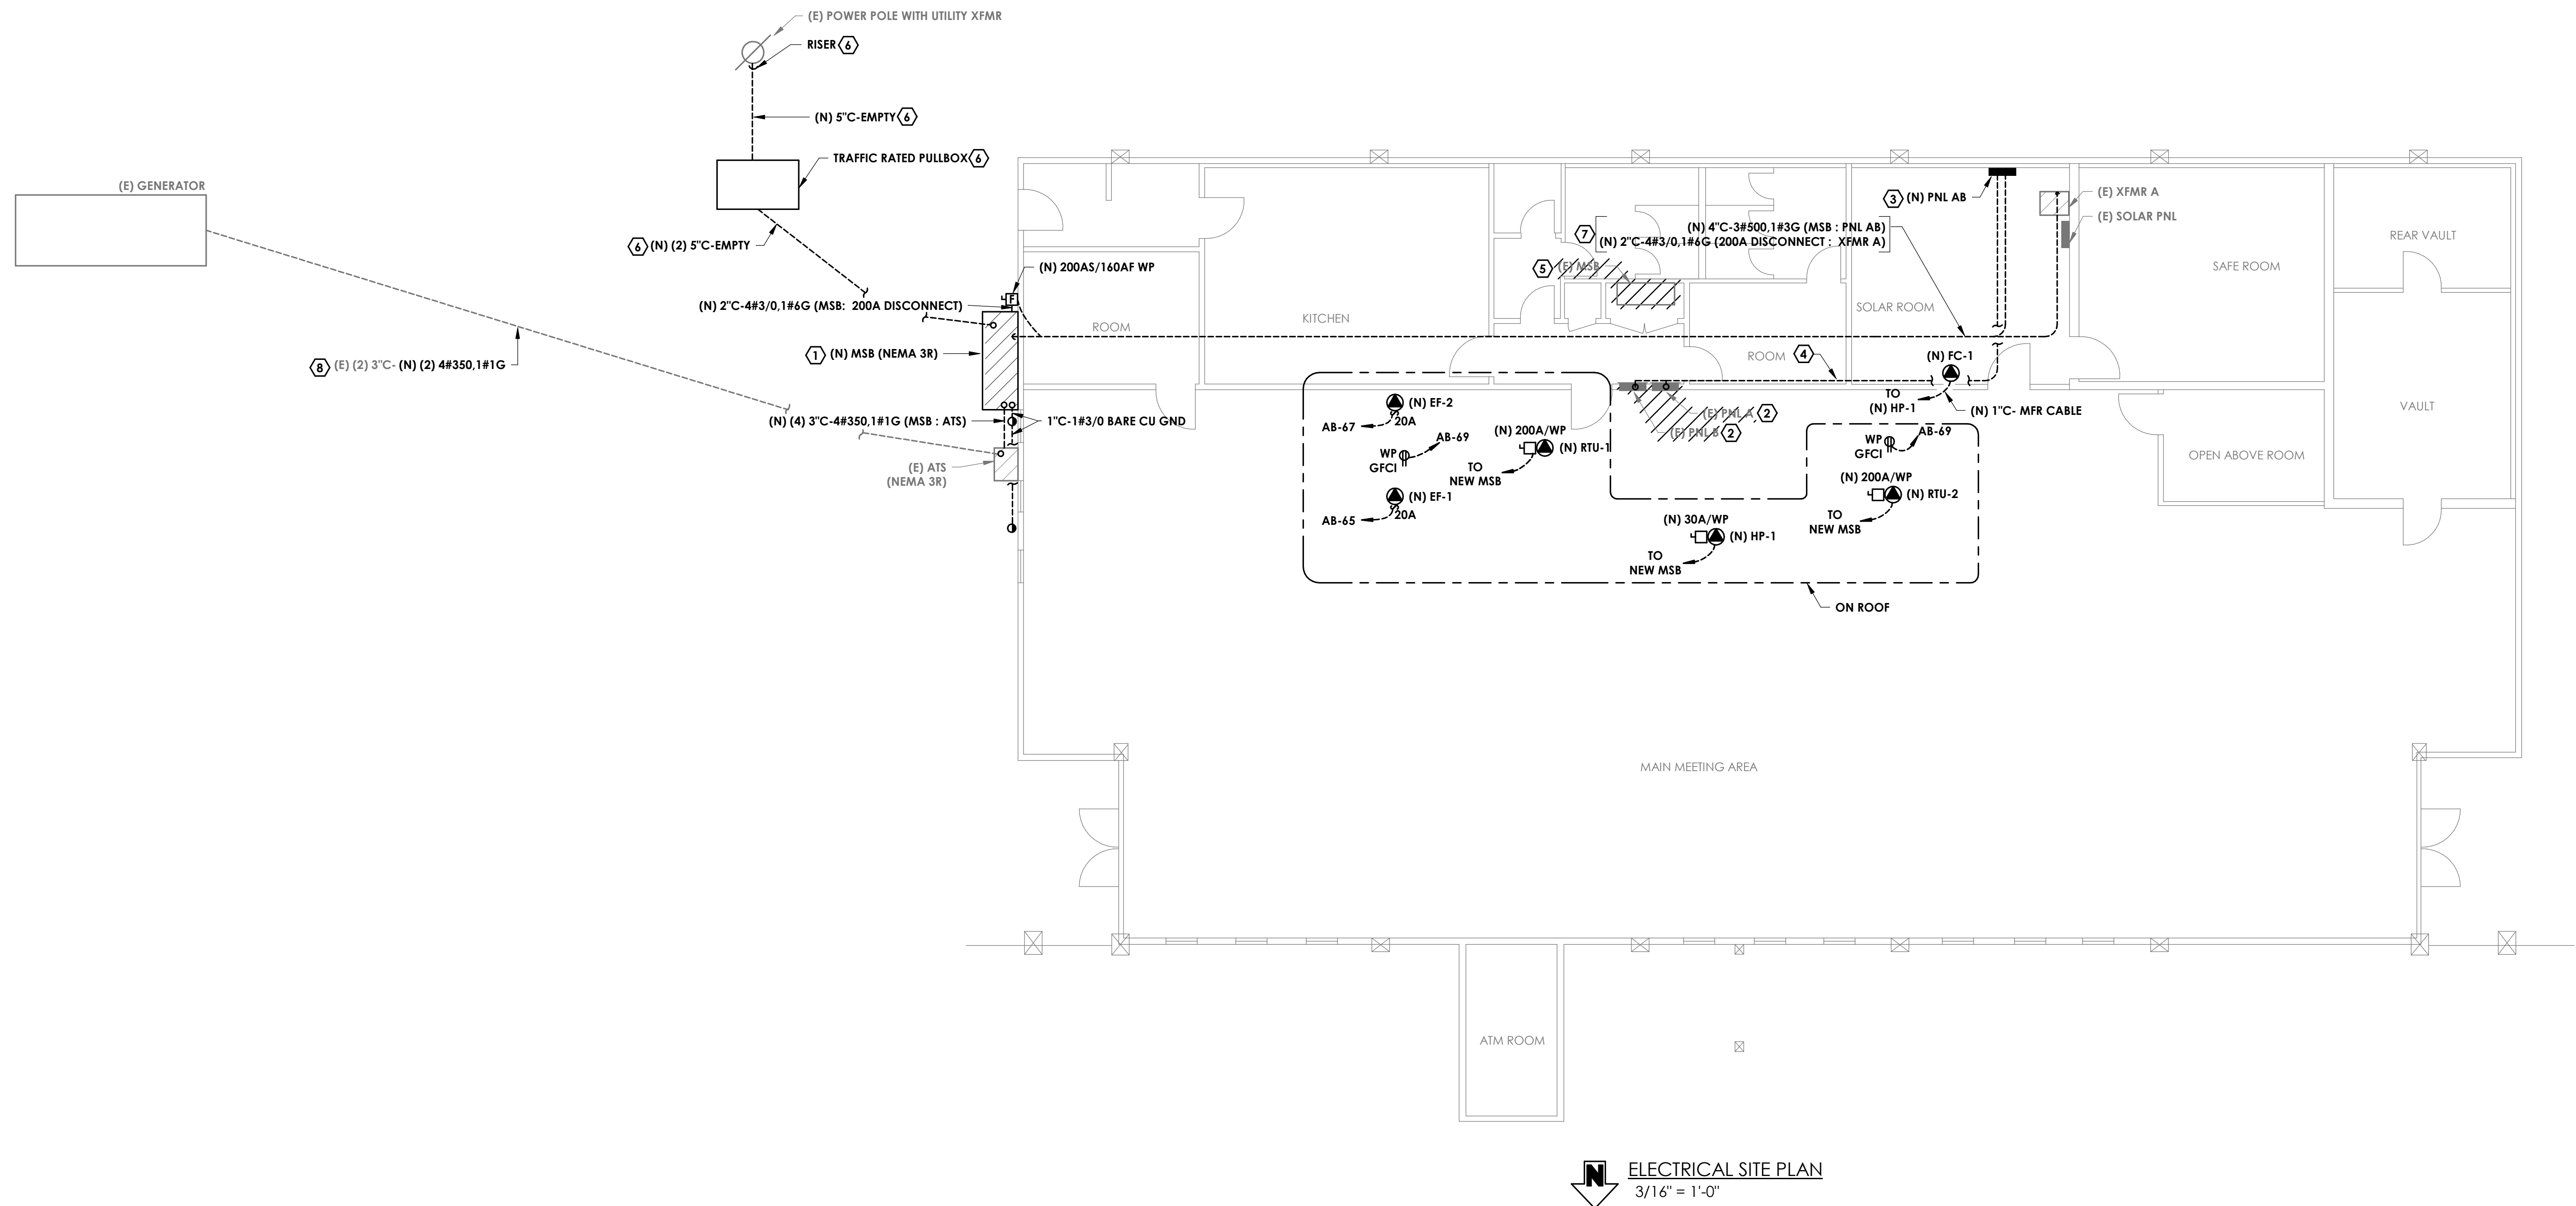 (E) POWER POLE WITH UTILITY XFMR
RISER 6
(N) 5"C-EMPTY 6
TRAFFIC RATED PULLBOX 6
(E) GENERATOR
6 (N) (2) 5"C-EMPTY
(N) 200AS/160AF WP
F
(N) 2"C-4#3/0,1#6G (MSB: 200A DISCONNECT)
1 (N) MSB (NEMA 3R)
8 (E) (2) 3"C- (N) (2) 4#350,1#1G
(N) (4) 3"C-4#350,1#1G (MSB : ATS)
1"C-1#3/0 BARE CU GND
(E) ATS
(NEMA 3R)
ROOM
KITCHEN
3 (N) PNL AB
(E) XFMR A
(E) SOLAR PNL
7
(N) 4"C-3#500,1#3G (MSB : PNL AB)
(N) 2"C-4#3/0,1#6G (200A DISCONNECT : XFMR A)
5 (E) MSB
SOLAR ROOM
ROOM 4
SAFE ROOM
REAR VAULT
VAULT
OPEN ABOVE ROOM
(N) FC-1
TO
(N) HP-1
(N) 1"C- MFR CABLE
(E) PNL A 2
(E) PNL B 2
(N) EF-2
20A
AB-67
AB-69
WP
GFCI
(N) EF-1
20A
AB-65
(N) 200A/WP
(N) RTU-1
TO
NEW MSB
(N) 30A/WP
(N) HP-1
TO
NEW MSB
WP
GFCI
AB-69
(N) 200A/WP
(N) RTU-2
TO
NEW MSB
ON ROOF
MAIN MEETING AREA
ATM ROOM
N
ELECTRICAL SITE PLAN
3/16" = 1'-0"